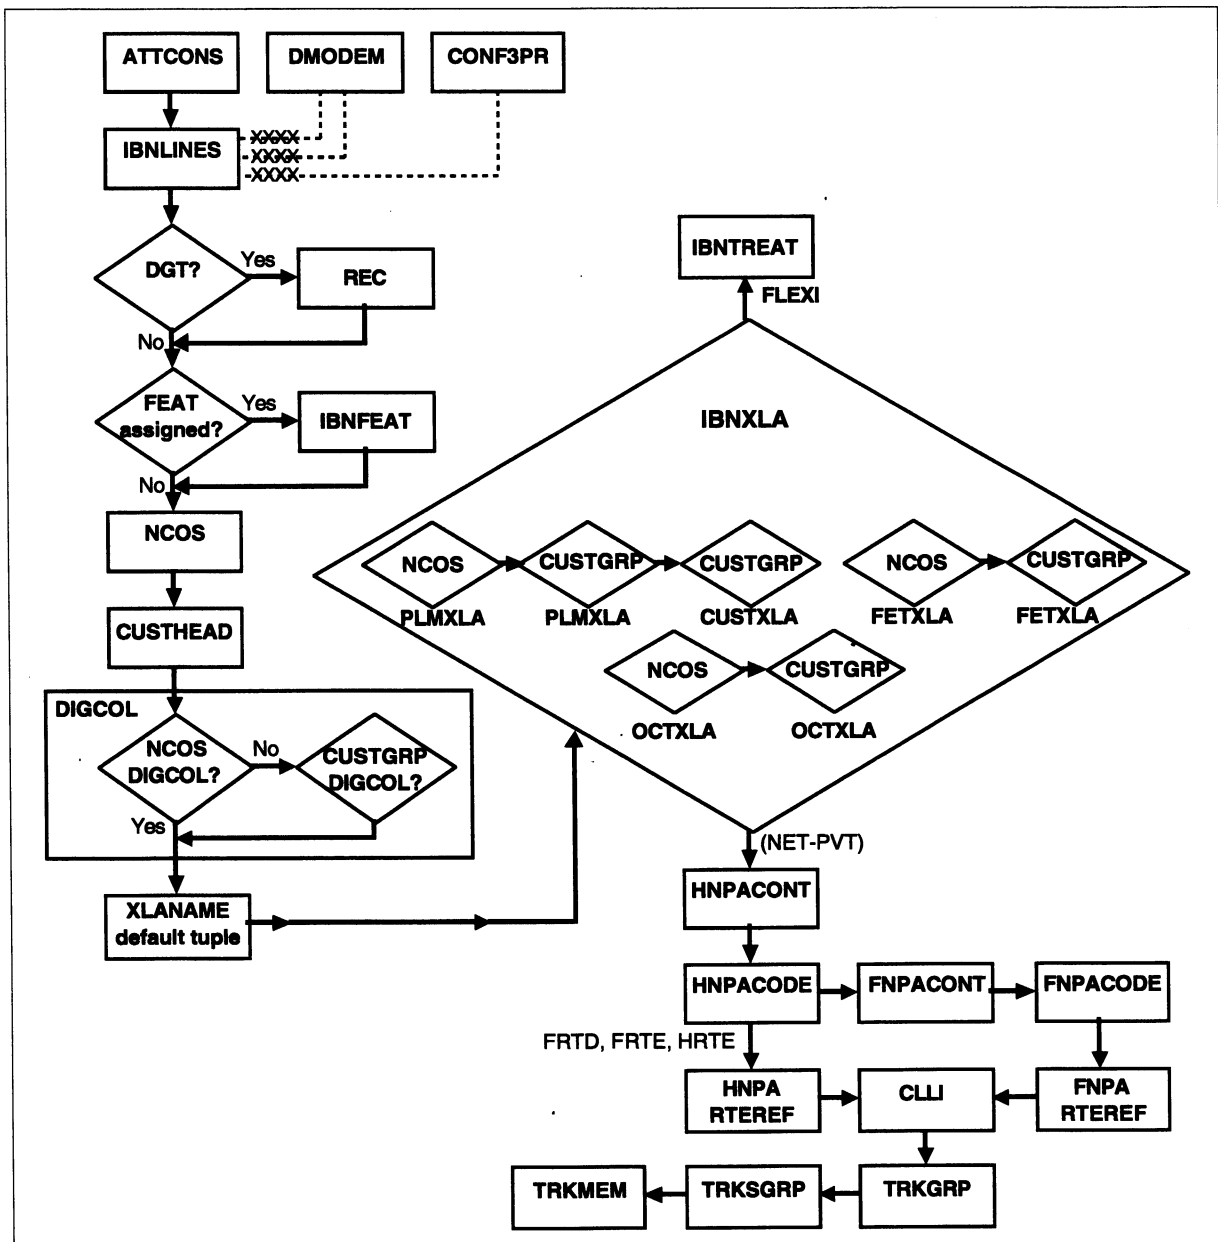 ATTCONS
DMODEM
CONF3PR
IBNLINES
XXXX
XXXX
XXXX
DGT?
Yes
REC
No
FEAT
assigned?
Yes
IBNFEAT
No
NCOS
CUSTHEAD
DIGCOL
NCOS
DIGCOL?
No
CUSTGRP
DIGCOL?
Yes
XLANAME
default tuple
IBNTREAT
FLEXI
IBNXLA
NCOS
PLMXLA
CUSTGRP
PLMXLA
CUSTGRP
CUSTXLA
NCOS
FETXLA
CUSTGRP
FETXLA
NCOS
OCTXLA
CUSTGRP
OCTXLA
(NET-PVT)
HNPACONT
HNPACODE
FNPACONT
FNPACODE
FRTD, FRTE, HRTE
HNPA
RTEREF
CLLI
FNPA
RTEREF
TRKMEM
TRKSGRP
TRKGRP